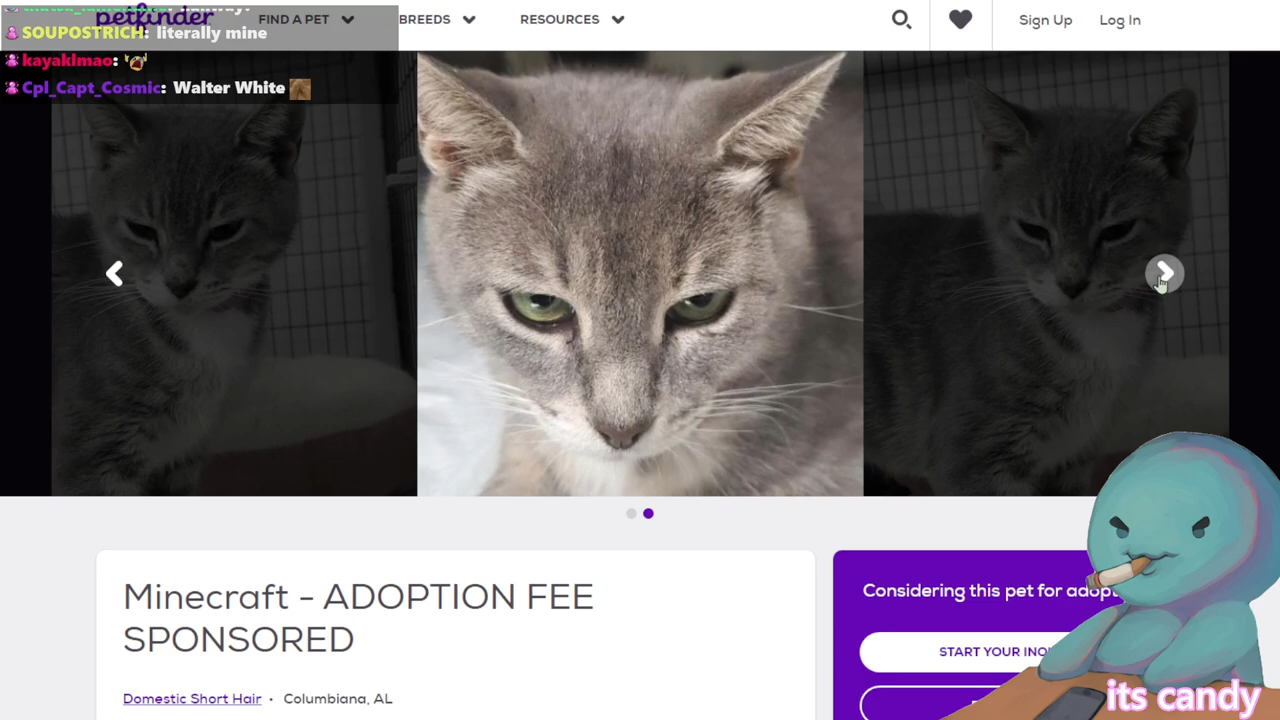 petfinder
FIND A PET
BREEDS
RESOURCES
Sign Up
Log In
SOUPOSTRICH: literally mine
kayaklmao:
Cpl_Capt_Cosmic: Walter White
Minecraft - ADOPTION FEE
SPONSORED
Domestic Short Hair • Columbiana, AL
Considering this pet for adopt
START YOUR INQ
its candy